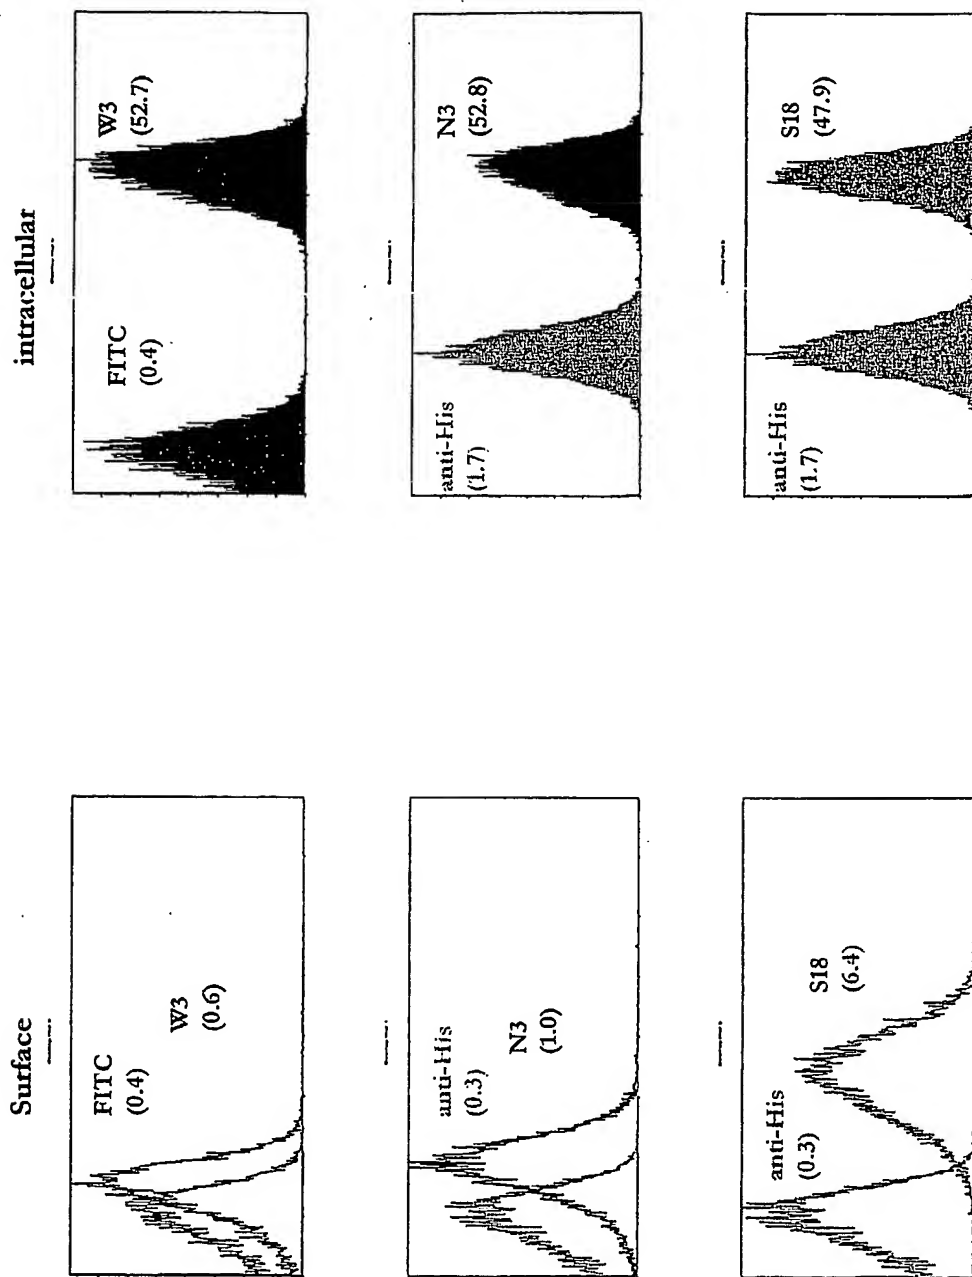 Surface
FITC
(0.4)
W3
(0.6)
anti-His
(0.3)
N3
(1.0)
anti-His
(0.3)
S18
(6.4)
intracellular
FITC
(0.4)
W3
(52.7)
anti-His
(1.7)
N3
(52.8)
anti-His
(1.7)
S18
(47.9)